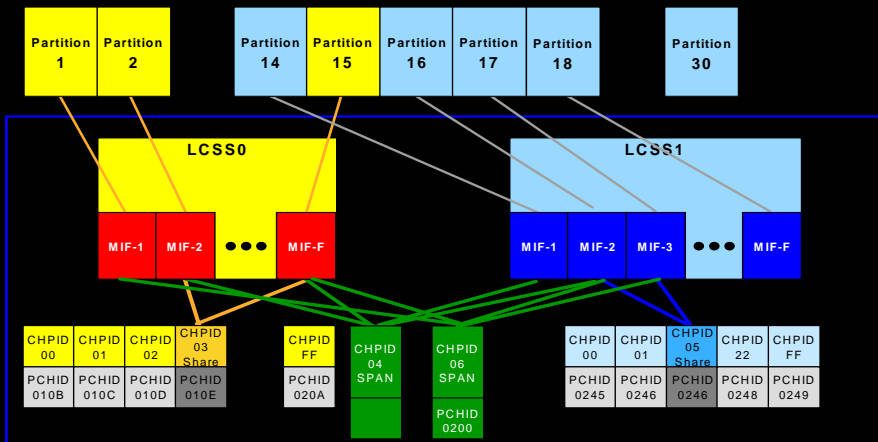 Partition
1
Partition
2
Partition
14
Partition
15
Partition
16
Partition
17
Partition
18
Partition
30
LCSS0
LCSS1
MIF-1
MIF-2
●●●
MIF-F
MIF-1
MIF-2
MIF-3
●●●
MIF-F
CHPID
00
CHPID
01
CHPID
02
CHPID
03
Share
CHPID
FF
CHPID
04
SPAN
CHPID
06
SPAN
CHPID
00
CHPID
01
CHPID
05
Share
CHPID
22
CHPID
FF
PCHID
010B
PCHID
010C
PCHID
010D
PCHID
010E
PCHID
020A
PCHID
0200
PCHID
0245
PCHID
0246
PCHID
0246
PCHID
0248
PCHID
0249